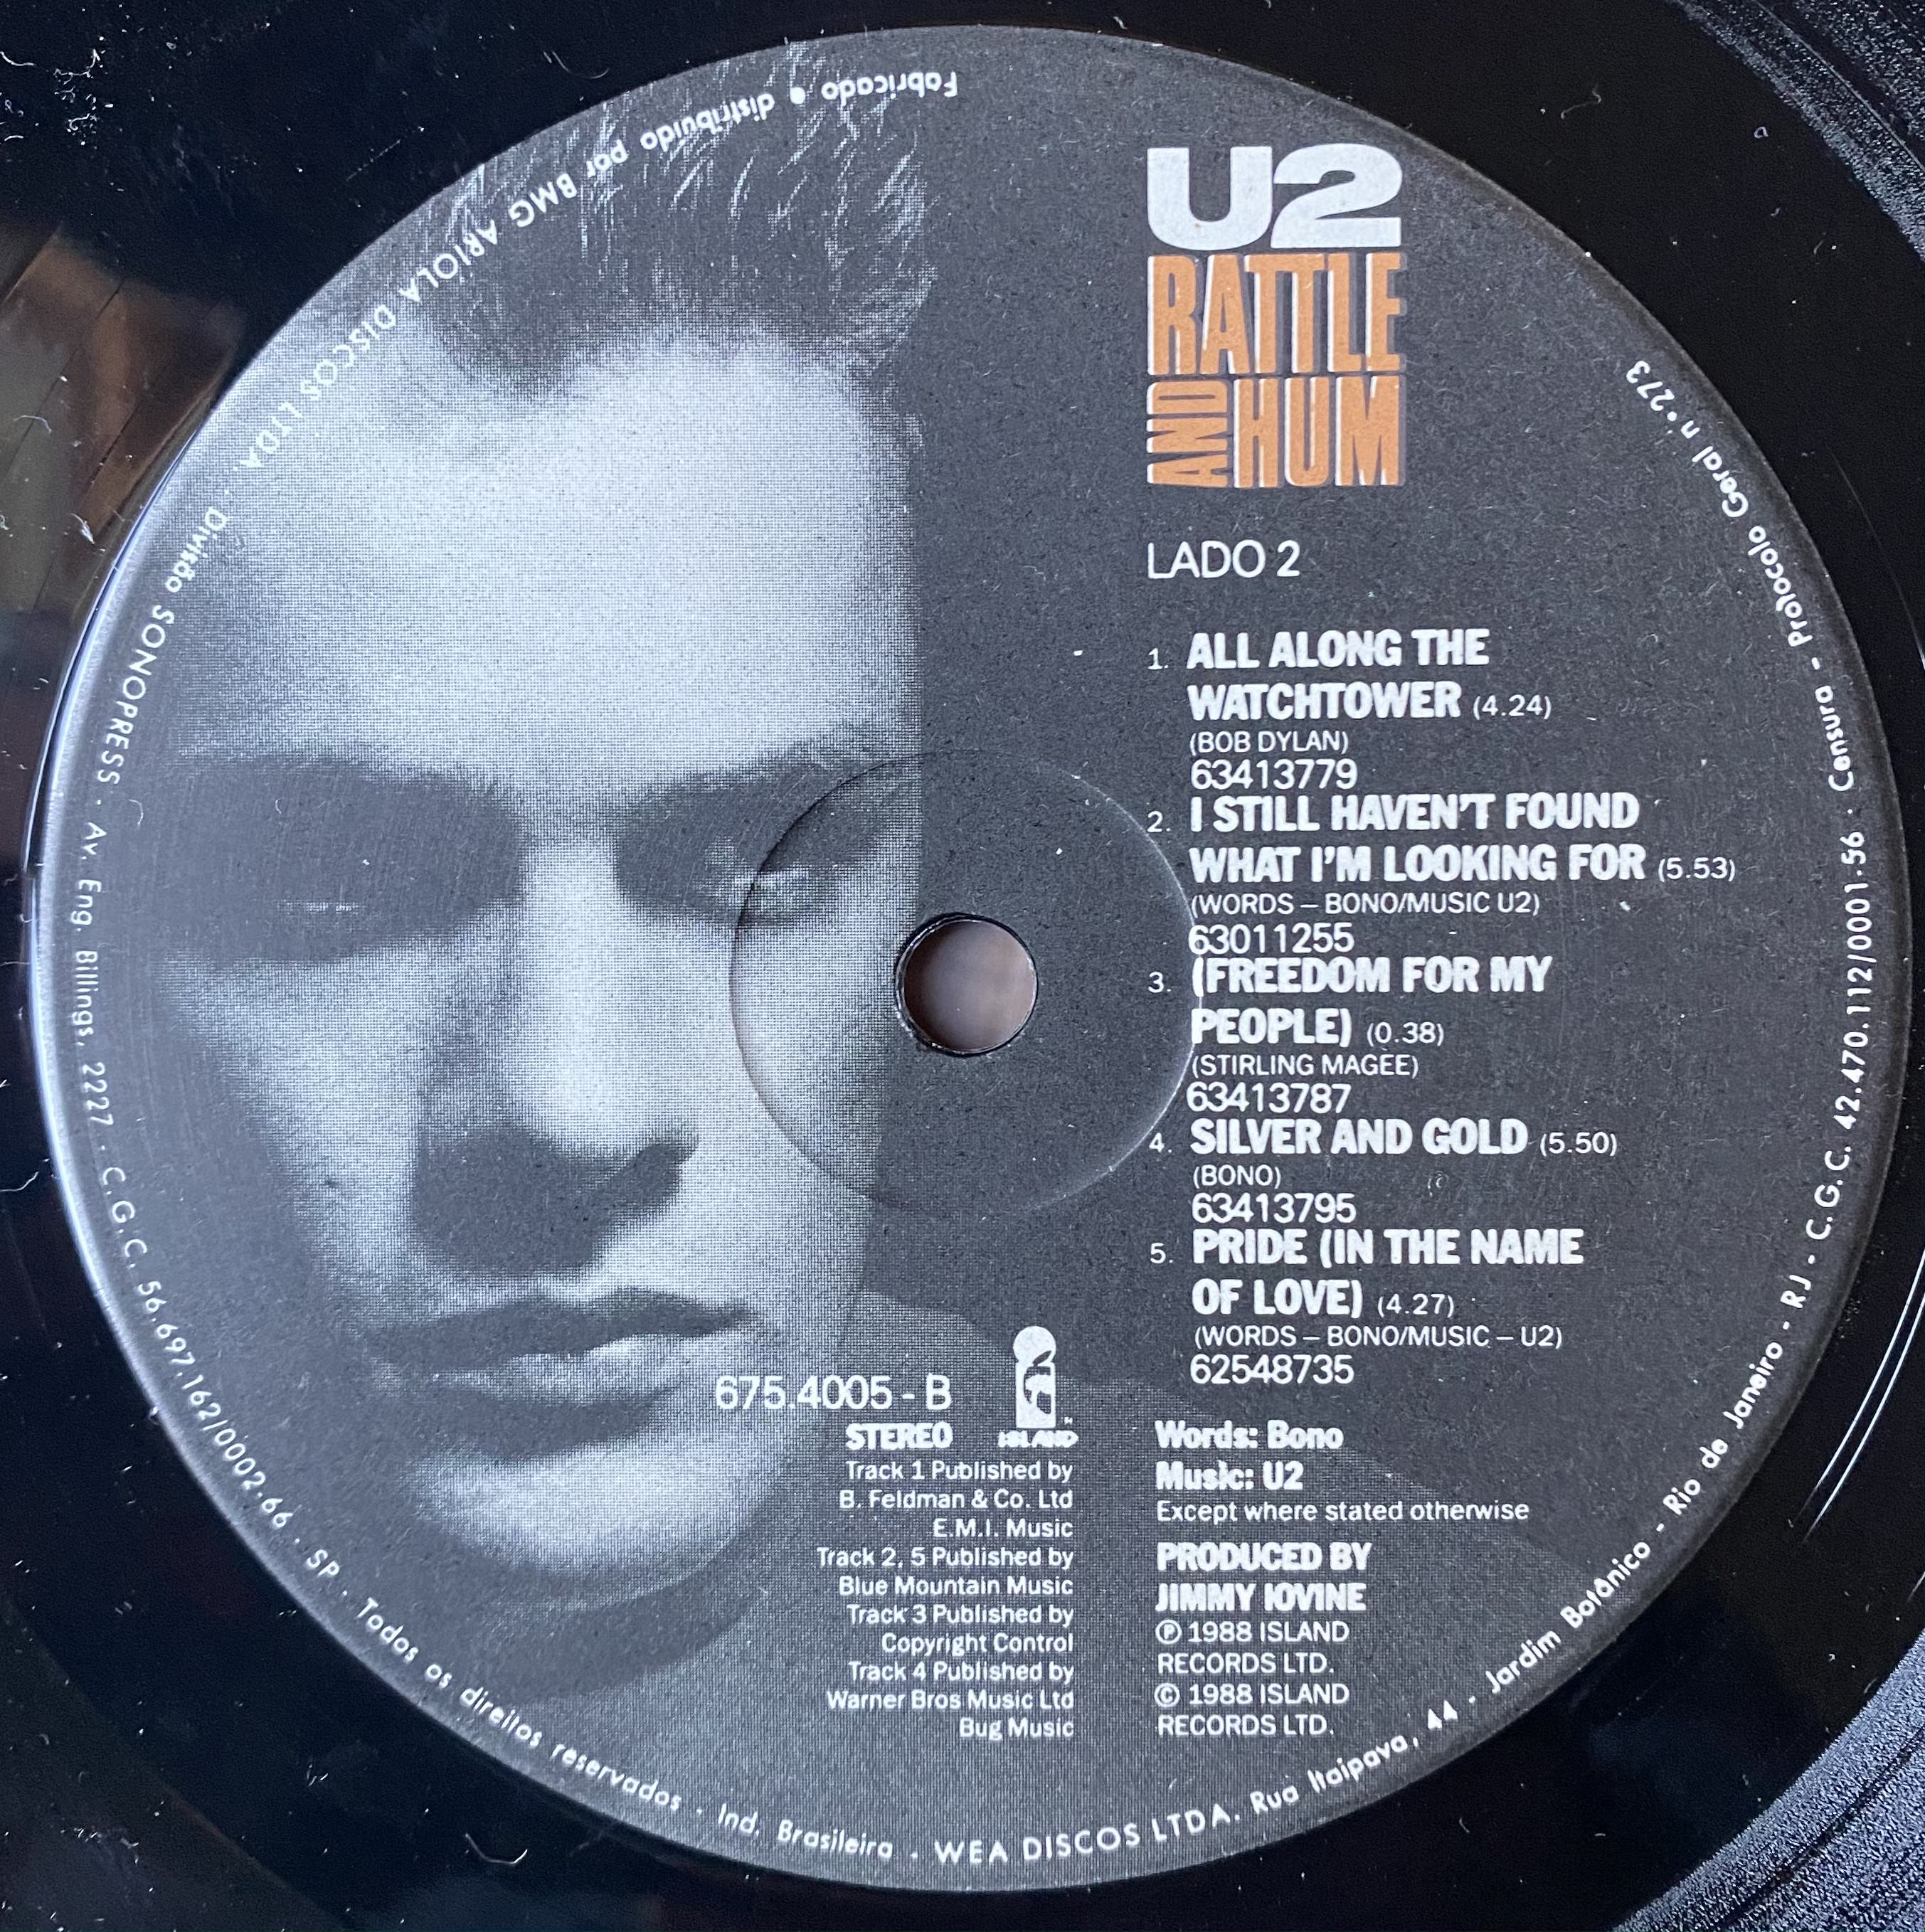 U2
RATTLE
AND HUM
LADO 2
1. ALL ALONG THE
WATCHTOWER (4.24)
(BOB DYLAN)
63413779
2. I STILL HAVEN'T FOUND
WHAT I'M LOOKING FOR (5.53)
(WORDS – BONO/MUSIC U2)
63011255
3. (FREEDOM FOR MY
PEOPLE) (0.38)
(STIRLING MAGEE)
63413787
4. SILVER AND GOLD (5.50)
(BONO)
63413795
5. PRIDE (IN THE NAME
OF LOVE) (4.27)
(WORDS – BONO/MUSIC – U2)
62548735
675.4005 - B
STEREO
ISLAND
Track 1 Published by
B. Feldman & Co. Ltd
E.M.I. Music
Track 2, 5 Published by
Blue Mountain Music
Track 3 Published by
Copyright Control
Track 4 Published by
Warner Bros Music Ltd
Bug Music
Words: Bono
Music: U2
Except where stated otherwise
PRODUCED BY
JIMMY IOVINE
℗ 1988 ISLAND
RECORDS LTD.
© 1988 ISLAND
RECORDS LTD.
Fabricado e distribuído por BMG ARIOLA DISCOS LTDA. Divisão SONOPRESS · Av. Eng. Billings, 2227 · C.G.C. 56.697.162/0002-66 · SP · Todos os direitos reservados · Ind. Brasileira · WEA DISCOS LTDA. Rua Itaipava, 44 - Jardim Botânico - Rio de Janeiro - RJ - C.G.C. 42.470.112/0001-56 · Censura - Protocolo Geral n° 273